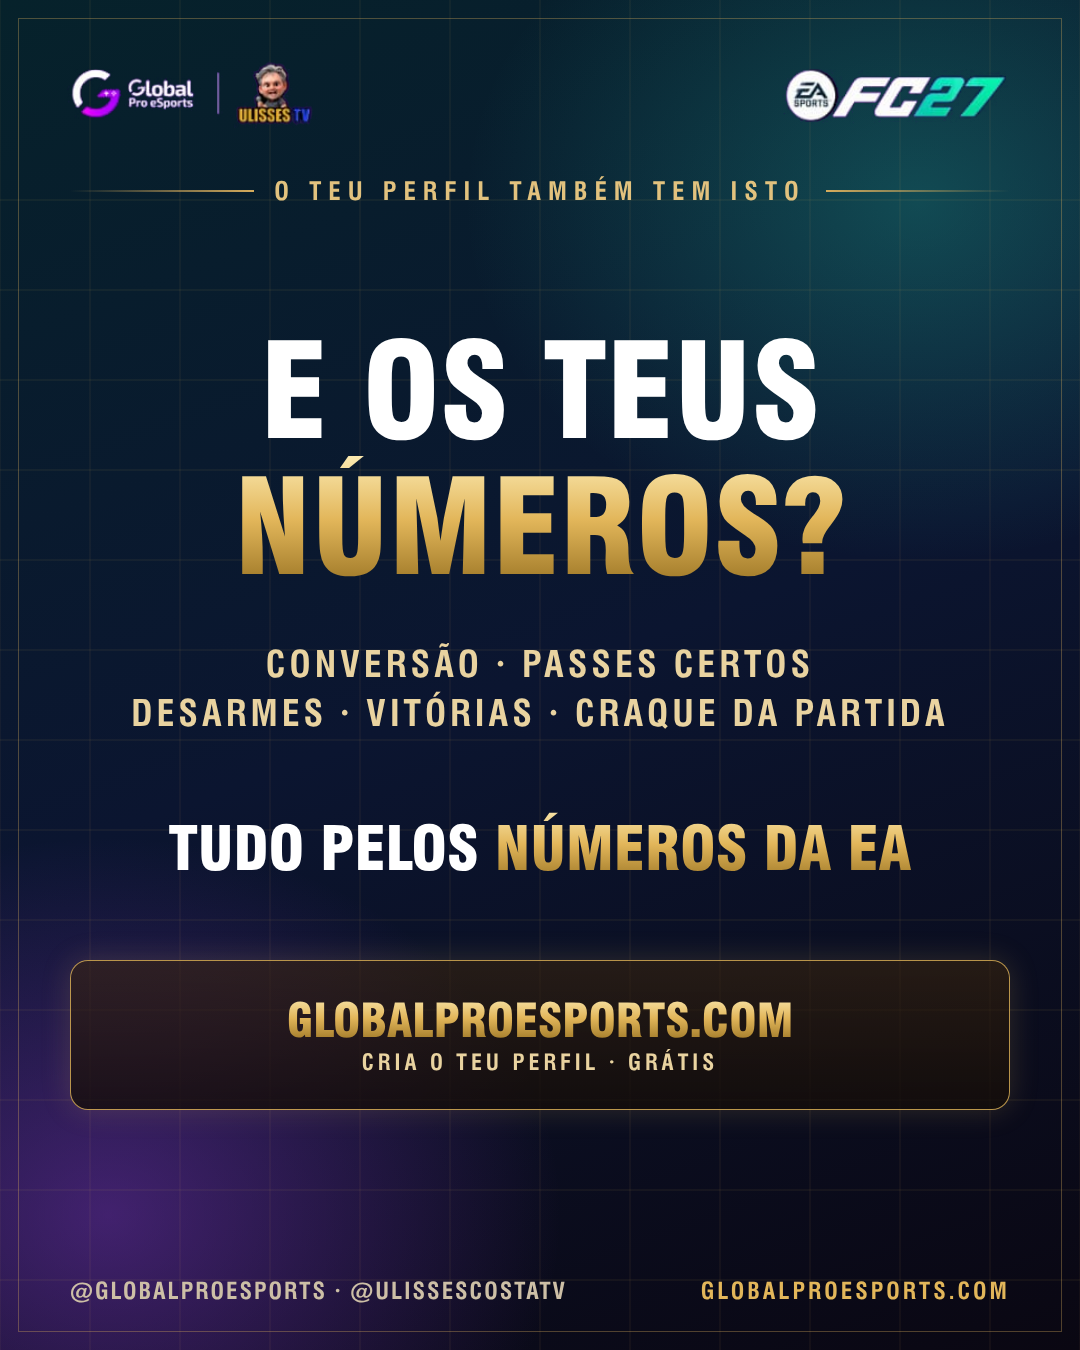 Global
Pro eSports
ULISSES TV
EA
SPORTS
FC27
O TEU PERFIL TAMBÉM TEM ISTO
E OS TEUS
NÚMEROS?
CONVERSÃO · PASSES CERTOS
DESARMES · VITÓRIAS · CRAQUE DA PARTIDA
TUDO PELOS NÚMEROS DA EA
GLOBALPROESPORTS.COM
CRIA O TEU PERFIL · GRÁTIS
@GLOBALPROESPORTS · @ULISSESCOSTATV
GLOBALPROESPORTS.COM